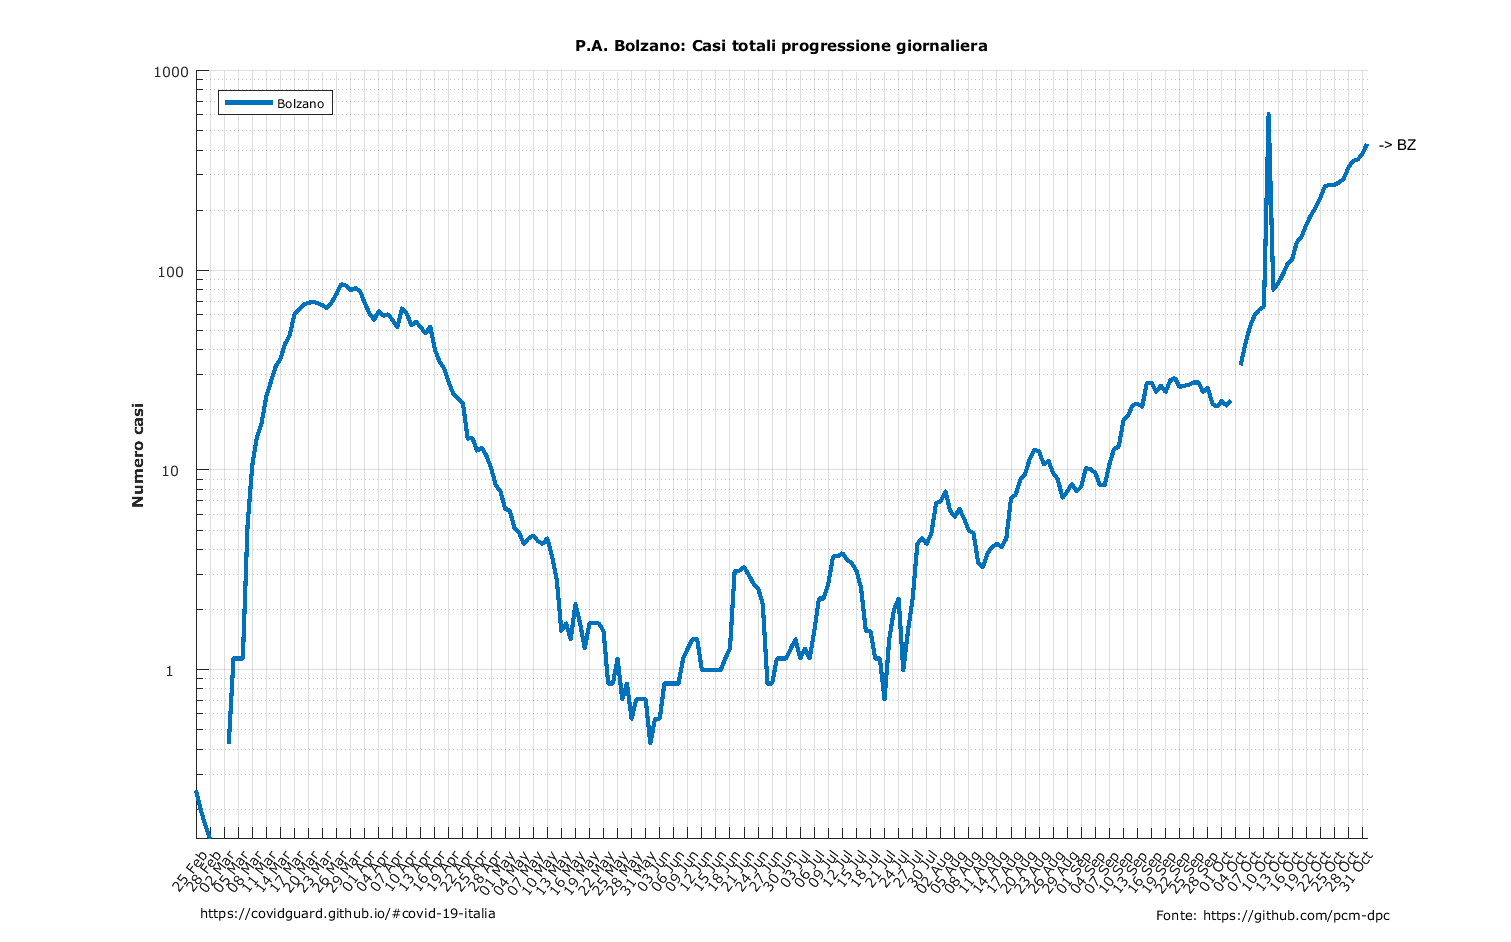 P.A. Bolzano: Casi totali progressione giornaliera
Bolzano
1000
100
10
1
Numero casi
-> BZ
25 Feb
28 Feb
02 Mar
05 Mar
08 Mar
11 Mar
14 Mar
17 Mar
20 Mar
23 Mar
26 Mar
29 Mar
01 Apr
04 Apr
07 Apr
10 Apr
13 Apr
16 Apr
19 Apr
22 Apr
25 Apr
28 Apr
01 May
04 May
07 May
10 May
13 May
16 May
19 May
22 May
25 May
28 May
31 May
03 Jun
06 Jun
09 Jun
12 Jun
15 Jun
18 Jun
21 Jun
24 Jun
27 Jun
30 Jun
03 Jul
06 Jul
09 Jul
12 Jul
15 Jul
18 Jul
21 Jul
24 Jul
27 Jul
30 Jul
02 Aug
05 Aug
08 Aug
11 Aug
14 Aug
17 Aug
20 Aug
23 Aug
26 Aug
29 Aug
01 Sep
04 Sep
07 Sep
10 Sep
13 Sep
16 Sep
19 Sep
22 Sep
25 Sep
28 Sep
01 Oct
04 Oct
07 Oct
10 Oct
13 Oct
16 Oct
19 Oct
22 Oct
25 Oct
28 Oct
31 Oct
https://covidguard.github.io/#covid-19-italia
Fonte: https://github.com/pcm-dpc